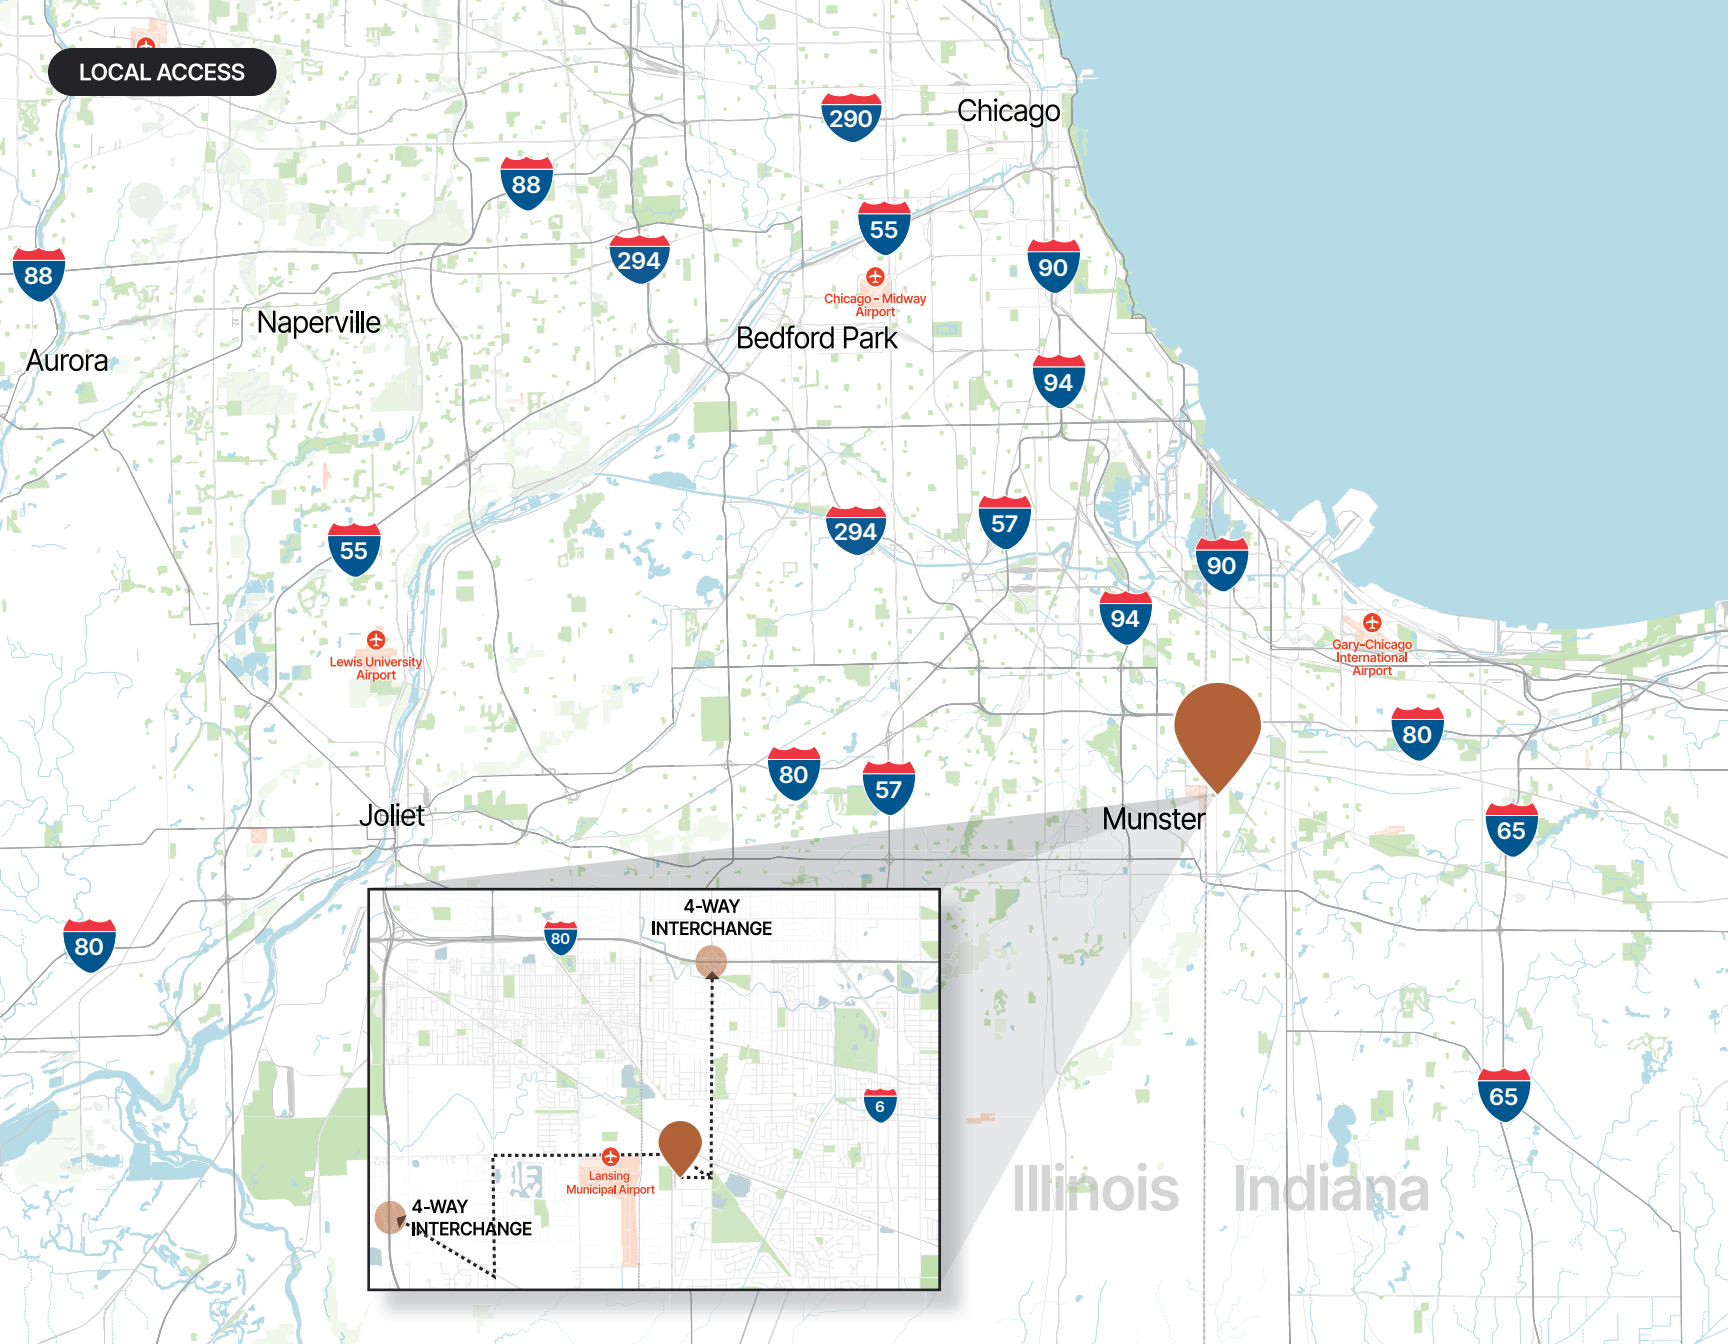 LOCAL ACCESS
290
Chicago
88
55
294
90
88
Chicago - Midway
Airport
Naperville
Bedford Park
Aurora
94
57
294
55
90
94
Gary-Chicago
International
Airport
Lewis University
Airport
80
80
57
Joliet
Munster
65
80
4-WAY
INTERCHANGE
80
65
6
Lansing
Municipal Airport
4-WAY
INTERCHANGE
Illinois
Indiana